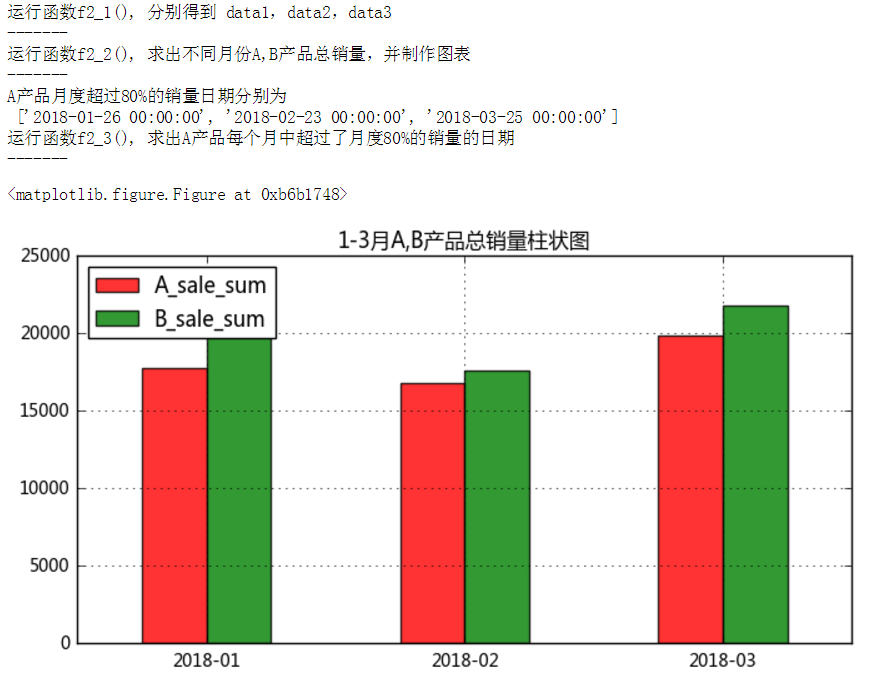 运行函数f2_1(), 分别得到 data1, data2, data3
-------
运行函数f2_2(), 求出不同月份A,B产品总销量，并制作图表
-------
A产品月度超过80%的销量日期分别为
['2018-01-26 00:00:00', '2018-02-23 00:00:00', '2018-03-25 00:00:00']
运行函数f2_3(), 求出A产品每个月中超过了月度80%的销量的日期
-------
<matplotlib.figure.Figure at 0xb6b1748>
1-3月A,B产品总销量柱状图
25000
A_sale_sum
B_sale_sum
20000
15000
10000
5000
0
2018-01 2018-02 2018-03